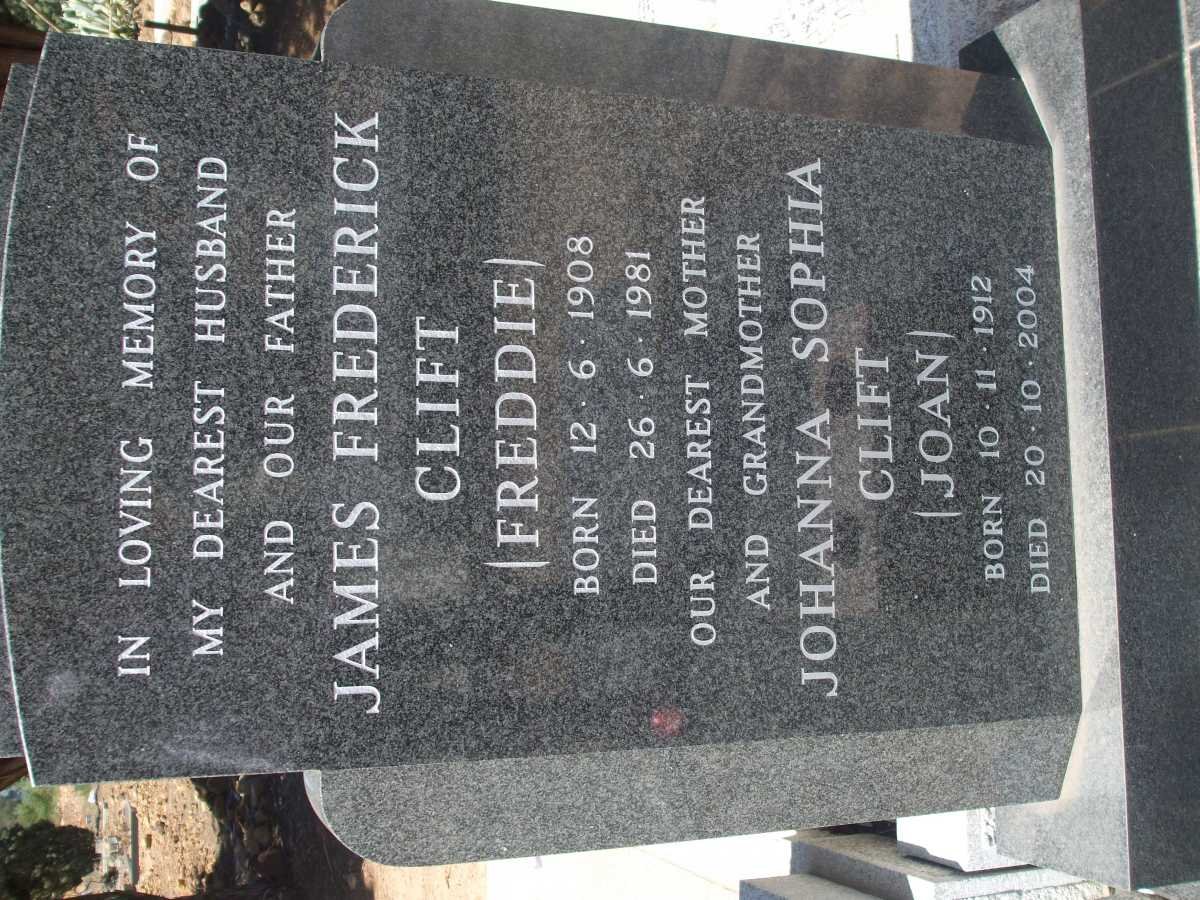 IN LOVING MEMORY OF
MY DEAREST HUSBAND
AND OUR FATHER
JAMES FREDERICK
CLIFT
(FREDDIE)
BORN 12·6·1908
DIED 26·6·1981
OUR DEAREST MOTHER
AND GRANDMOTHER
JOHANNA SOPHIA
CLIFT
(JOAN)
BORN 10·11·1912
DIED 20·10·2004